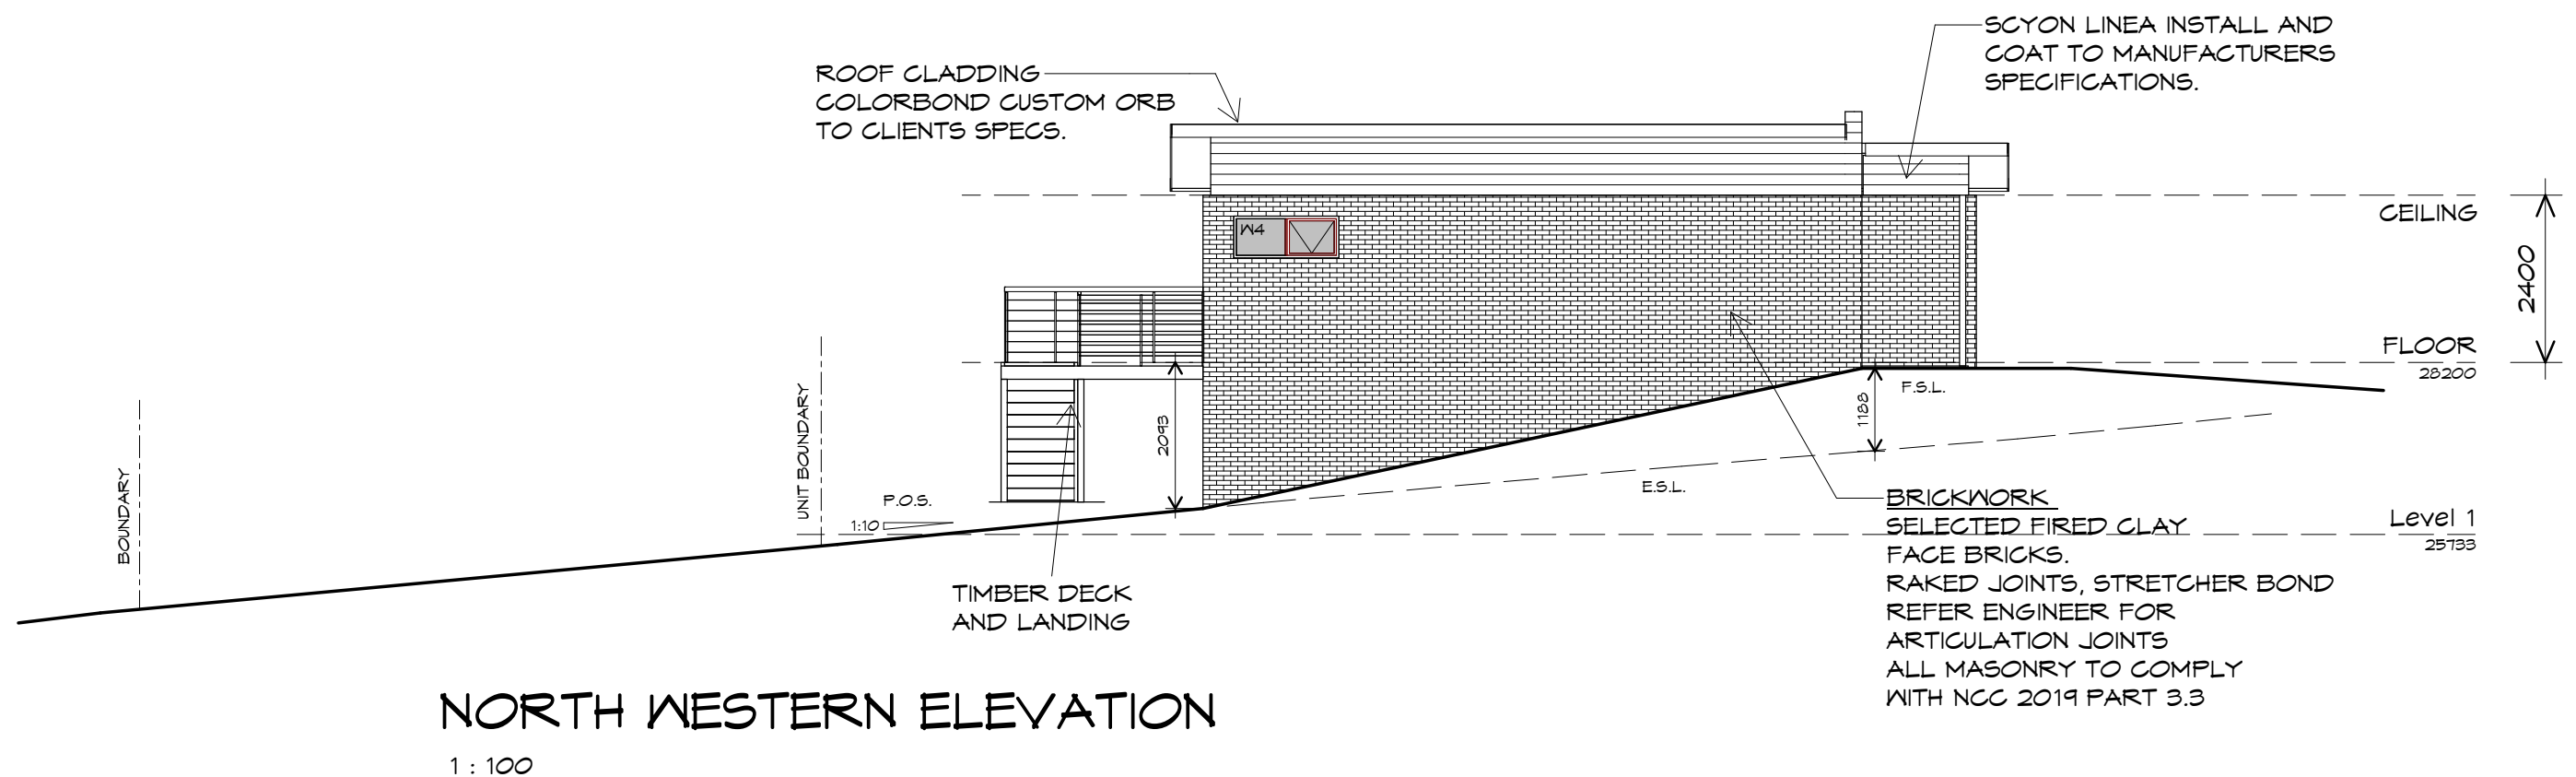 SCYON LINEA INSTALL AND
COAT TO MANUFACTURERS
SPECIFICATIONS.
ROOF CLADDING
COLORBOND CUSTOM ORB
TO CLIENTS SPECS.
CEILING
W4
2400
FLOOR
28200
UNIT BOUNDARY
BOUNDARY
2093
1188
F.S.L.
E.S.L.
P.O.S.
1:10
Level 1
25733
BRICKWORK
SELECTED FIRED CLAY
FACE BRICKS.
RAKED JOINTS, STRETCHER BOND
REFER ENGINEER FOR
ARTICULATION JOINTS
ALL MASONRY TO COMPLY
WITH NCC 2019 PART 3.3
TIMBER DECK
AND LANDING
NORTH WESTERN ELEVATION
1 : 100